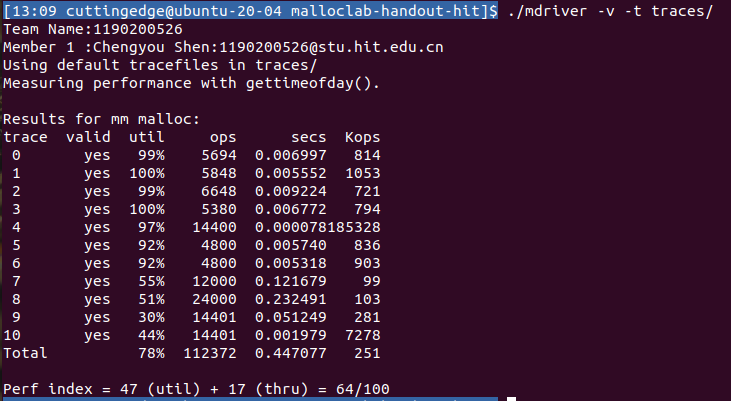 [13:09 cuttingedge@ubuntu-20-04 malloclab-handout-hit]$ ./mdriver -v -t traces/
Team Name:1190200526
Member 1 :Chengyou Shen:1190200526@stu.hit.edu.cn
Using default tracefiles in traces/
Measuring performance with gettimeofday().

Results for mm malloc:
trace  valid  util     ops      secs  Kops
 0       yes   99%    5694  0.006997   814
 1       yes  100%    5848  0.005552  1053
 2       yes   99%    6648  0.009224   721
 3       yes  100%    5380  0.006772   794
 4       yes   97%   14400  0.000078185328
 5       yes   92%    4800  0.005740   836
 6       yes   92%    4800  0.005318   903
 7       yes   55%   12000  0.121679    99
 8       yes   51%   24000  0.232491   103
 9       yes   30%   14401  0.051249   281
10       yes   44%   14401  0.001979  7278
Total          78%  112372  0.447077   251

Perf index = 47 (util) + 17 (thru) = 64/100